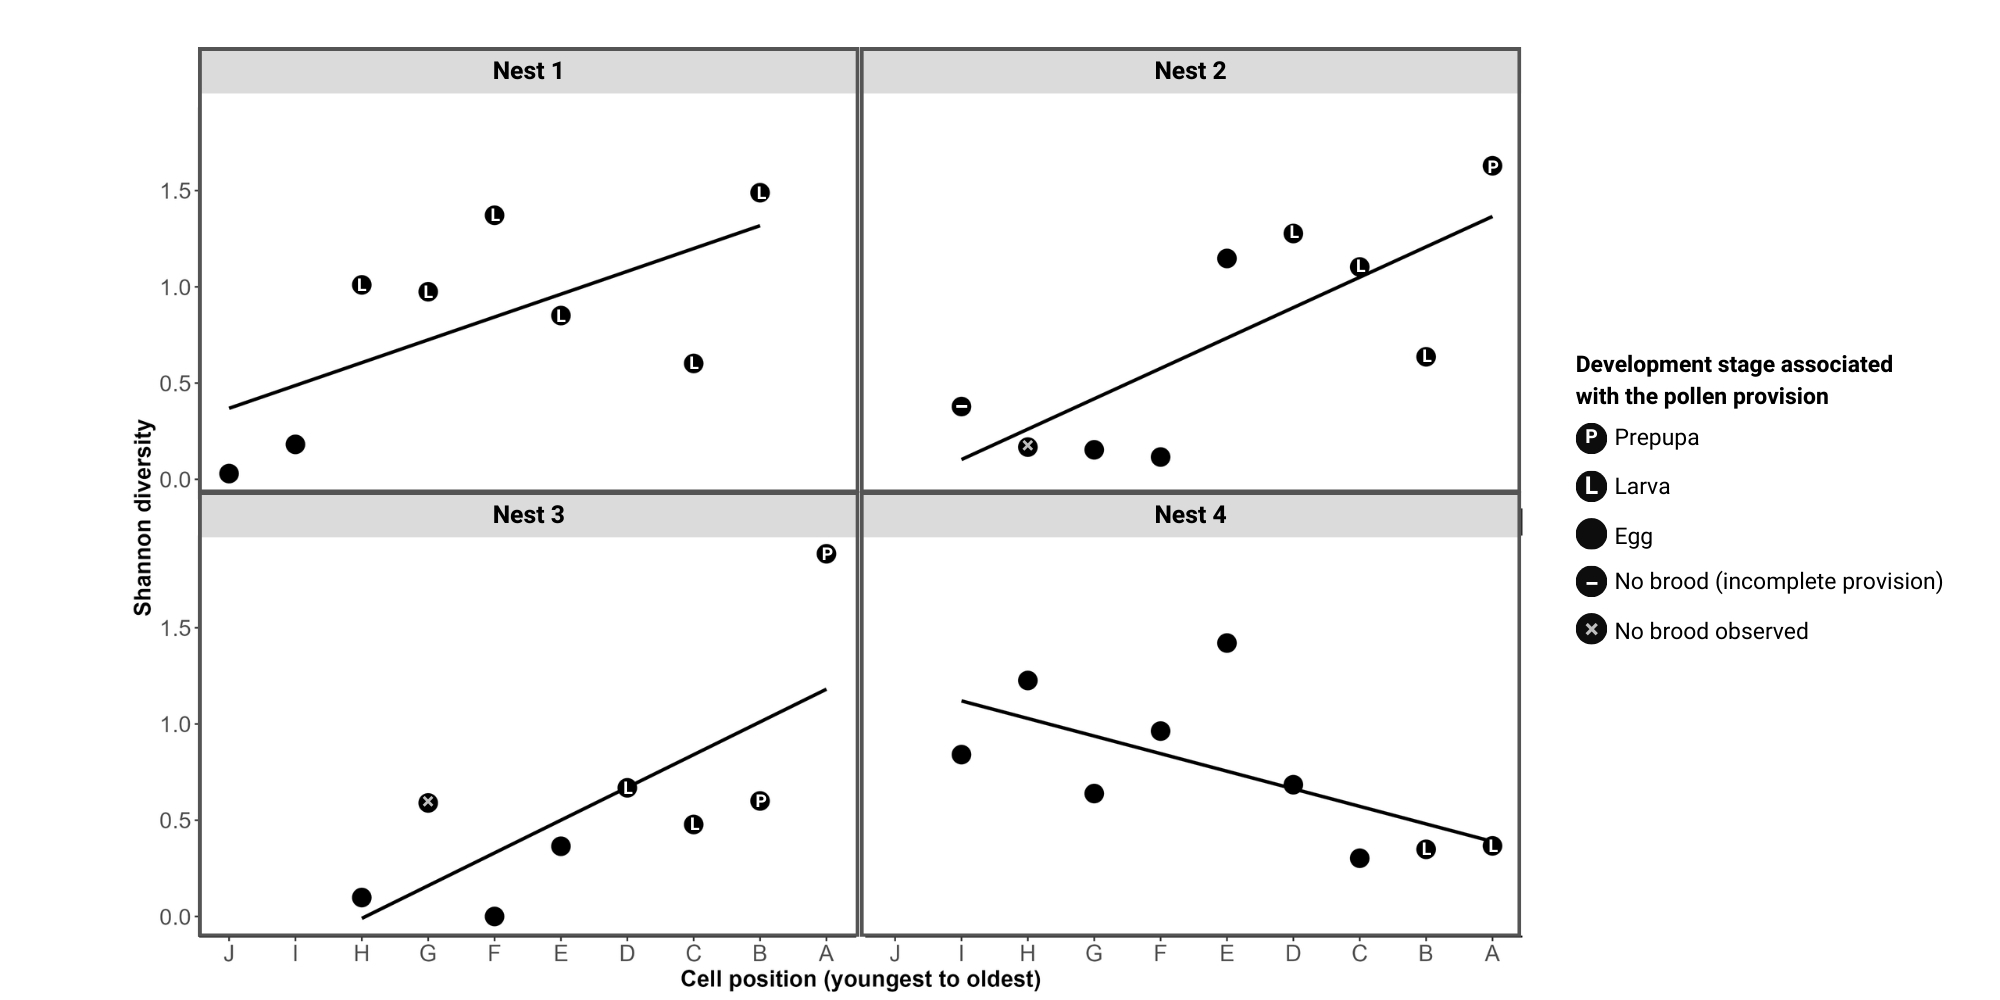 Nest 1
Nest 2
1.5
1.0
0.5
0.0
L
L
L
L
L
L
P
L
L
L
–
×
Nest 3
Nest 4
1.5
1.0
0.5
0.0
P
×
L
L
P
L
L
J I H G F E D C B A
J I H G F E D C B A
Shannon diversity
Cell position (youngest to oldest)
Development stage associated
with the pollen provision
P Prepupa
L Larva
Egg
– No brood (incomplete provision)
× No brood observed